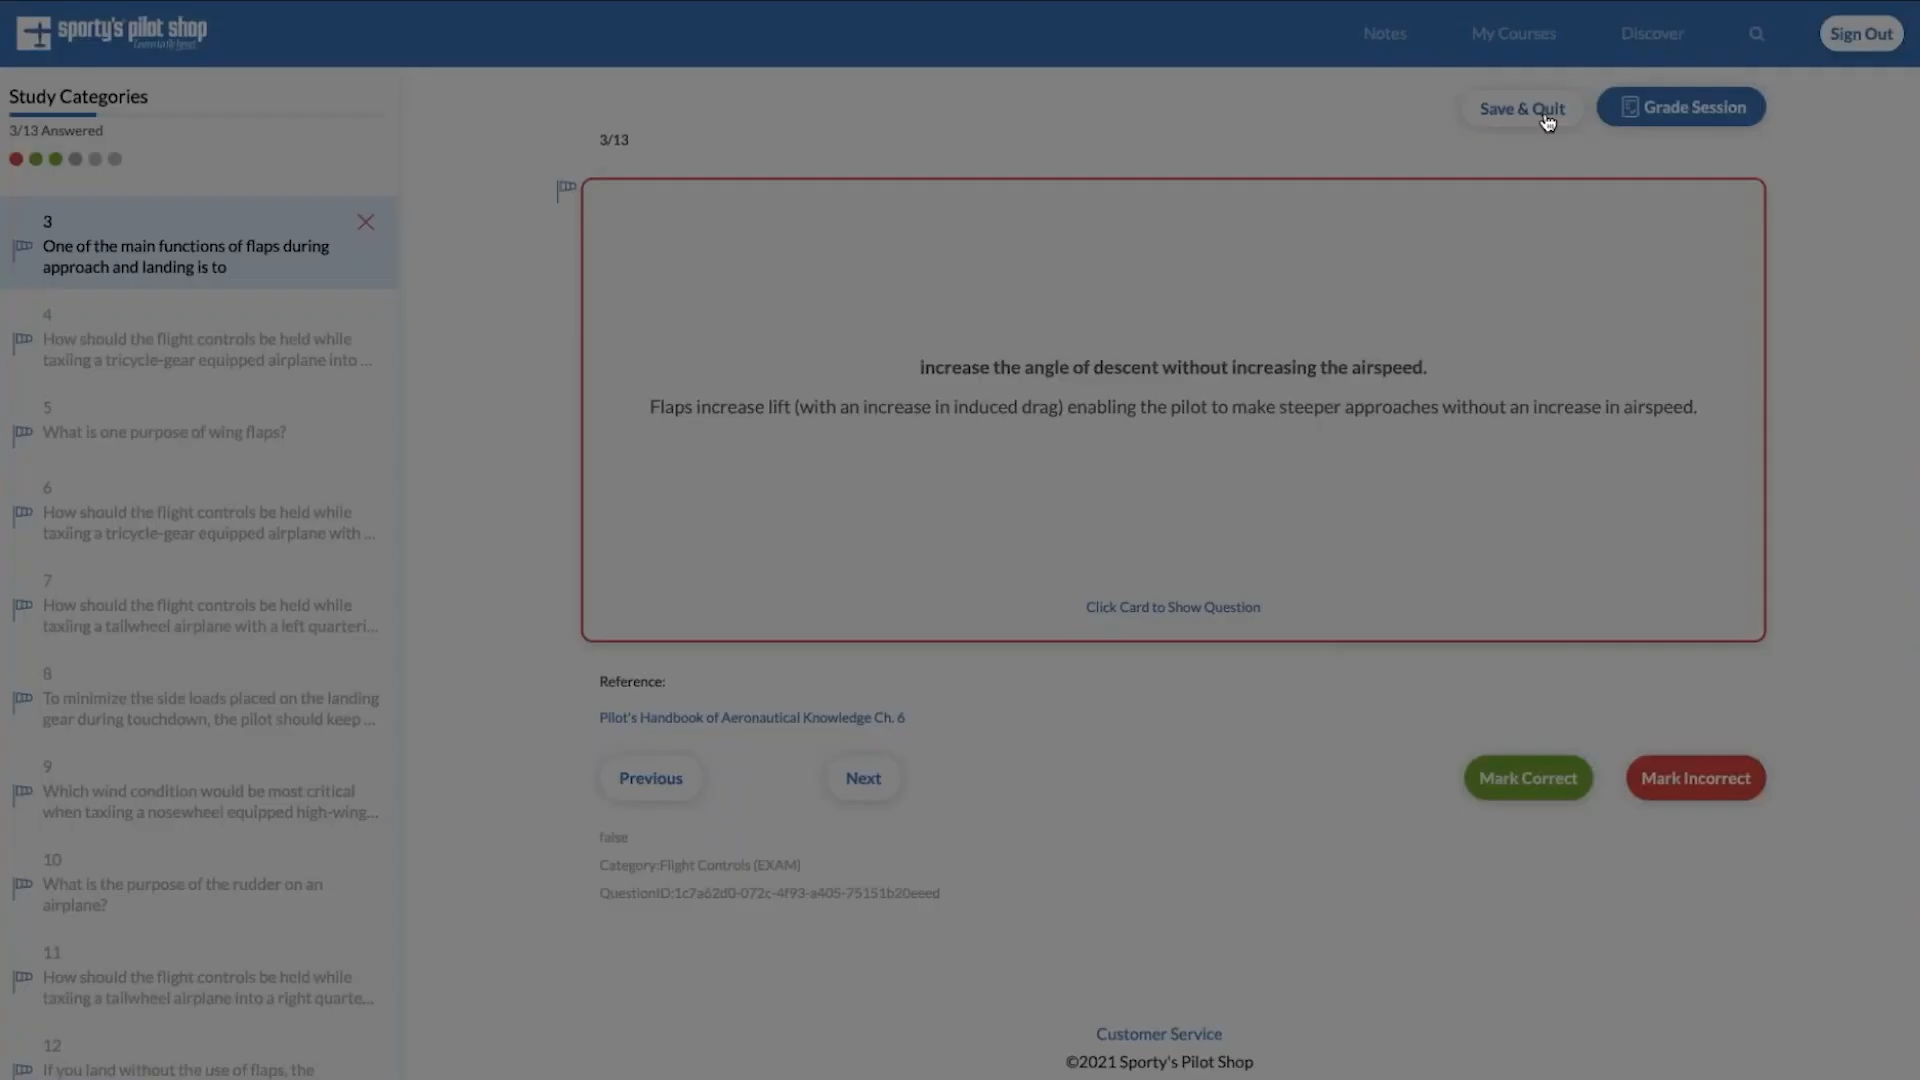 sporty's pilot shop
Notes
My Courses
Discover
Sign Out
Study Categories
3/13 Answered
3
One of the main functions of flaps during
approach and landing is to
4
How should the flight controls be held while
taxiing a tricycle-gear equipped airplane into ...
5
What is one purpose of wing flaps?
6
How should the flight controls be held while
taxiing a tricycle-gear equipped airplane with ...
7
How should the flight controls be held while
taxiing a tailwheel airplane with a left quarteri...
8
To minimize the side loads placed on the landing
gear during touchdown, the pilot should keep ...
9
Which wind condition would be most critical
when taxiing a nosewheel equipped high-wing...
10
What is the purpose of the rudder on an
airplane?
11
How should the flight controls be held while
taxiing a tailwheel airplane into a right quarte...
12
If you land without the use of flaps, the
Save & Quit
Grade Session
3/13
increase the angle of descent without increasing the airspeed.
Flaps increase lift (with an increase in induced drag) enabling the pilot to make steeper approaches without an increase in airspeed.
Click Card to Show Question
Reference:
Pilot's Handbook of Aeronautical Knowledge Ch. 6
Previous
Next
Mark Correct
Mark Incorrect
false
Category:Flight Controls (EXAM)
QuestionID:1c7a62d0-072c-4f93-a405-75151b20eeed
Customer Service
©2021 Sporty's Pilot Shop